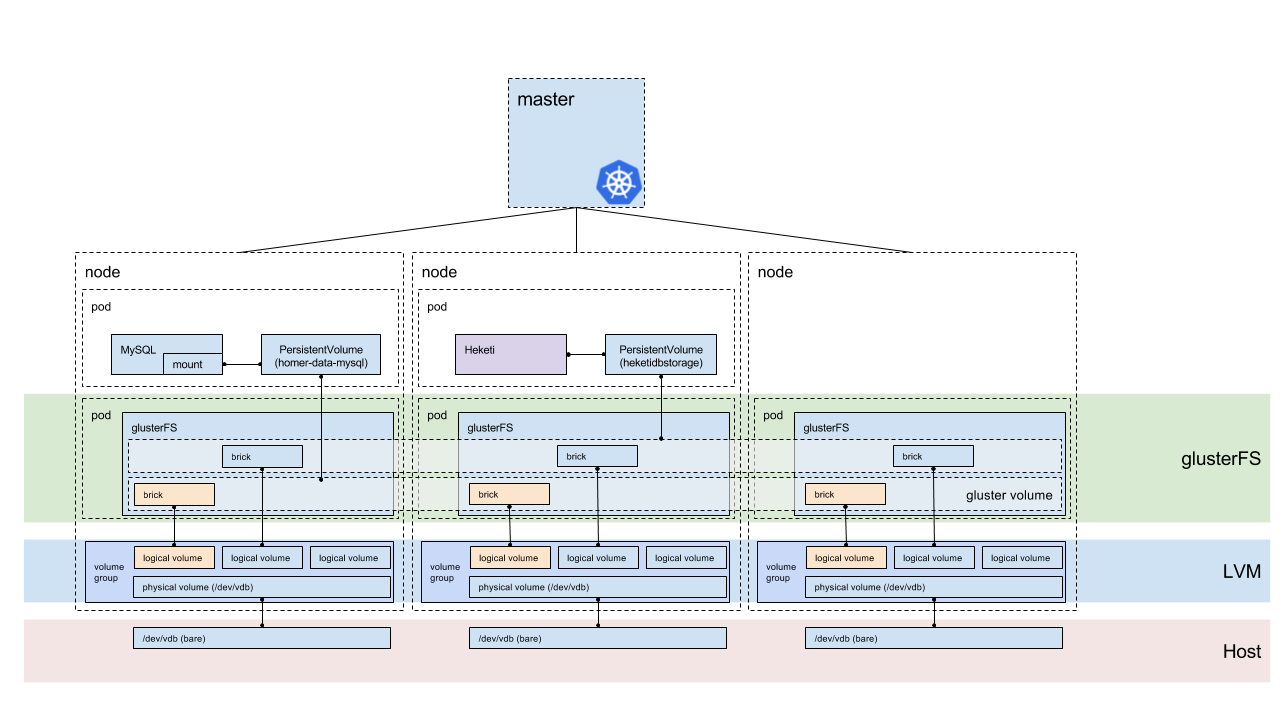 master
node
node
node
pod
pod
MySQL
mount
PersistentVolume
(homer-data-mysql)
Heketi
PersistentVolume
(heketidbstorage)
pod
glusterFS
pod
glusterFS
pod
glusterFS
brick
brick
brick
glusterFS
brick
brick
brick
gluster volume
volume
group
logical volume
logical volume
logical volume
physical volume (/dev/vdb)
volume
group
logical volume
logical volume
logical volume
physical volume (/dev/vdb)
volume
group
logical volume
logical volume
logical volume
physical volume (/dev/vdb)
LVM
/dev/vdb (bare)
/dev/vdb (bare)
/dev/vdb (bare)
Host